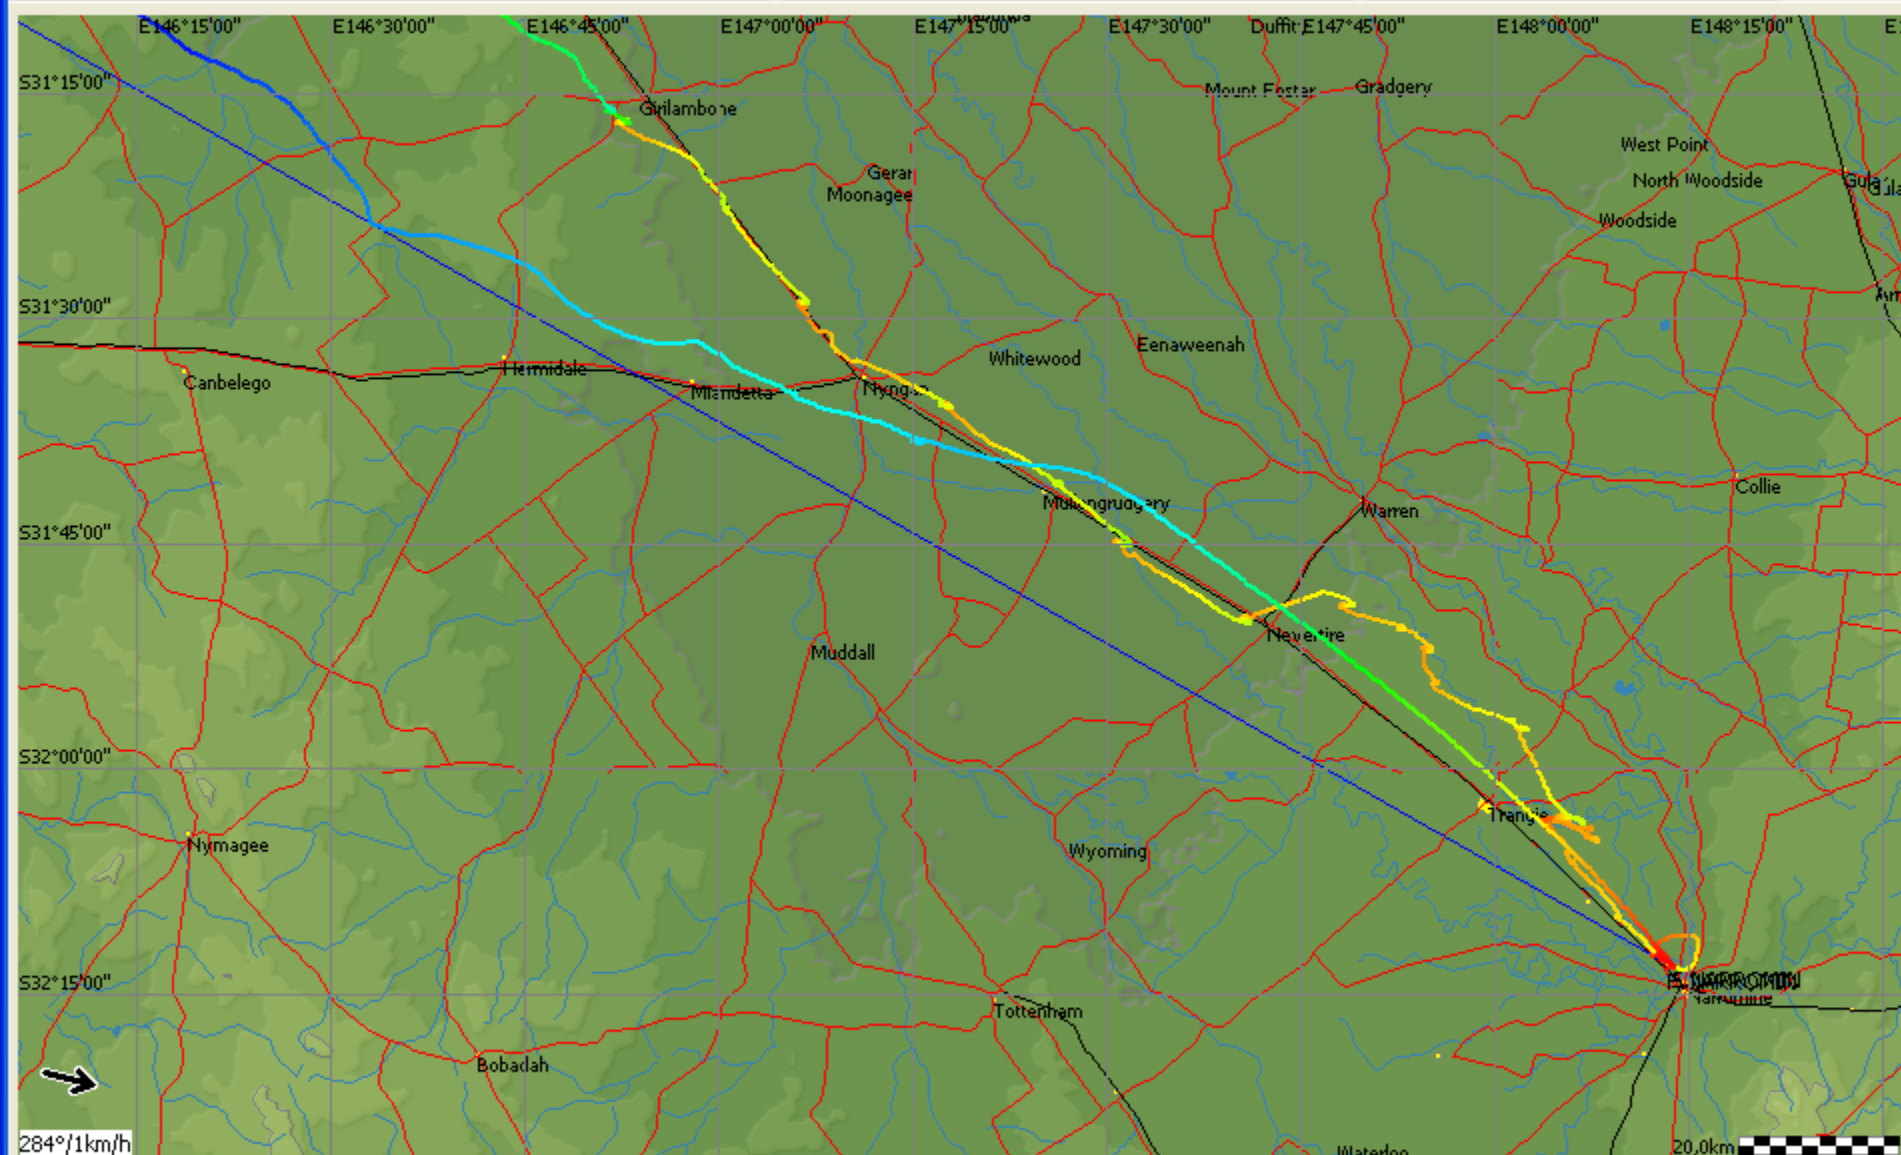 E146°15'00"
E146°30'00"
E146°45'00"
E147°00'00"
E147°15'00"
E147°30'00"
E147°45'00"
E148°00'00"
E148°15'00"
S31°15'00"
Girilambone
Mount Foster
Gradgery
West Point
Gerar
Moonagee
North Woodside
Woodside
S31°30'00"
Canbelego
Hermidale
Miandetta
Nyngan
Whitewood
Eenaweenah
Collie
Mullengrudgery
Warren
S31°45'00"
Nevertire
Muddall
S32°00'00"
Trangie
Nymagee
Wyoming
S32°15'00"
Narromine
Tottenham
Bobadah
284°/1km/h
20,0km